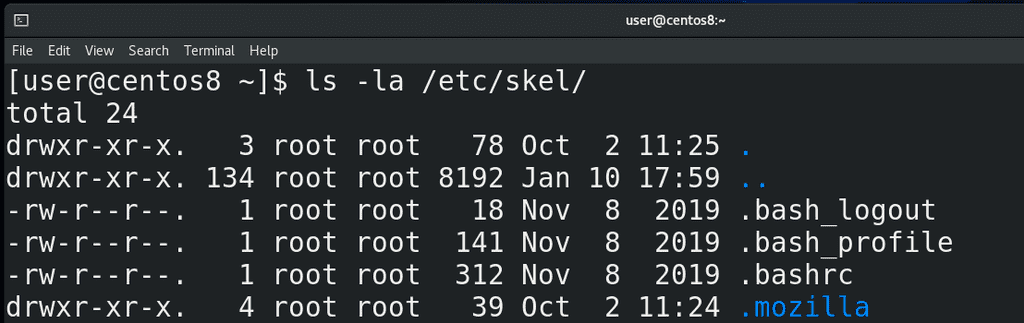 user@centos8:~
File Edit View Search Terminal Help
[user@centos8 ~]$ ls -la /etc/skel/
total 24
drwxr-xr-x.   3 root root   78 Oct  2 11:25 .
drwxr-xr-x. 134 root root 8192 Jan 10 17:59 ..
-rw-r--r--.   1 root root   18 Nov  8  2019 .bash_logout
-rw-r--r--.   1 root root  141 Nov  8  2019 .bash_profile
-rw-r--r--.   1 root root  312 Nov  8  2019 .bashrc
drwxr-xr-x.   4 root root   39 Oct  2 11:24 .mozilla